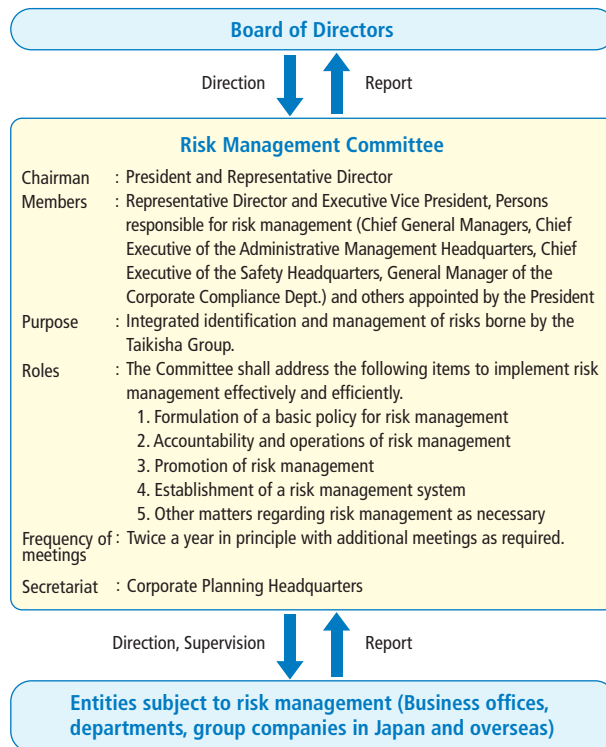 Board of Directors
Direction
Report
Risk Management Committee
Chairman : President and Representative Director
Members : Representative Director and Executive Vice President, Persons
responsible for risk management (Chief General Managers, Chief
Executive of the Administrative Management Headquarters, Chief
Executive of the Safety Headquarters, General Manager of the
Corporate Compliance Dept.) and others appointed by the President
Purpose : Integrated identification and management of risks borne by the
Taikisha Group.
Roles : The Committee shall address the following items to implement risk
management effectively and efficiently.
1. Formulation of a basic policy for risk management
2. Accountability and operations of risk management
3. Promotion of risk management
4. Establishment of a risk management system
5. Other matters regarding risk management as necessary
Frequency of : Twice a year in principle with additional meetings as required.
meetings
Secretariat : Corporate Planning Headquarters
Direction, Supervision
Report
Entities subject to risk management (Business offices,
departments, group companies in Japan and overseas)